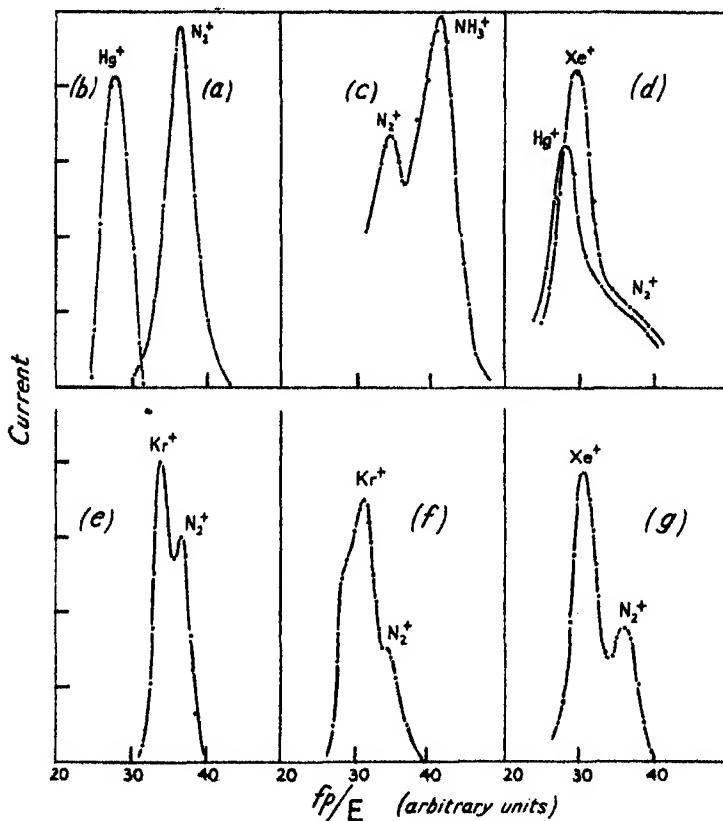 Hg⁺
N₂⁺
(b)
(a)
N₂⁺
NH₃⁺
(c)
Hg⁺
Xe⁺
N₂⁺
(d)
Current
Kr⁺
N₂⁺
(e)
Kr⁺
N₂⁺
(f)
Xe⁺
N₂⁺
(g)
20 30 40 20 30 40 20 30 40
fp/E (arbitrary units)